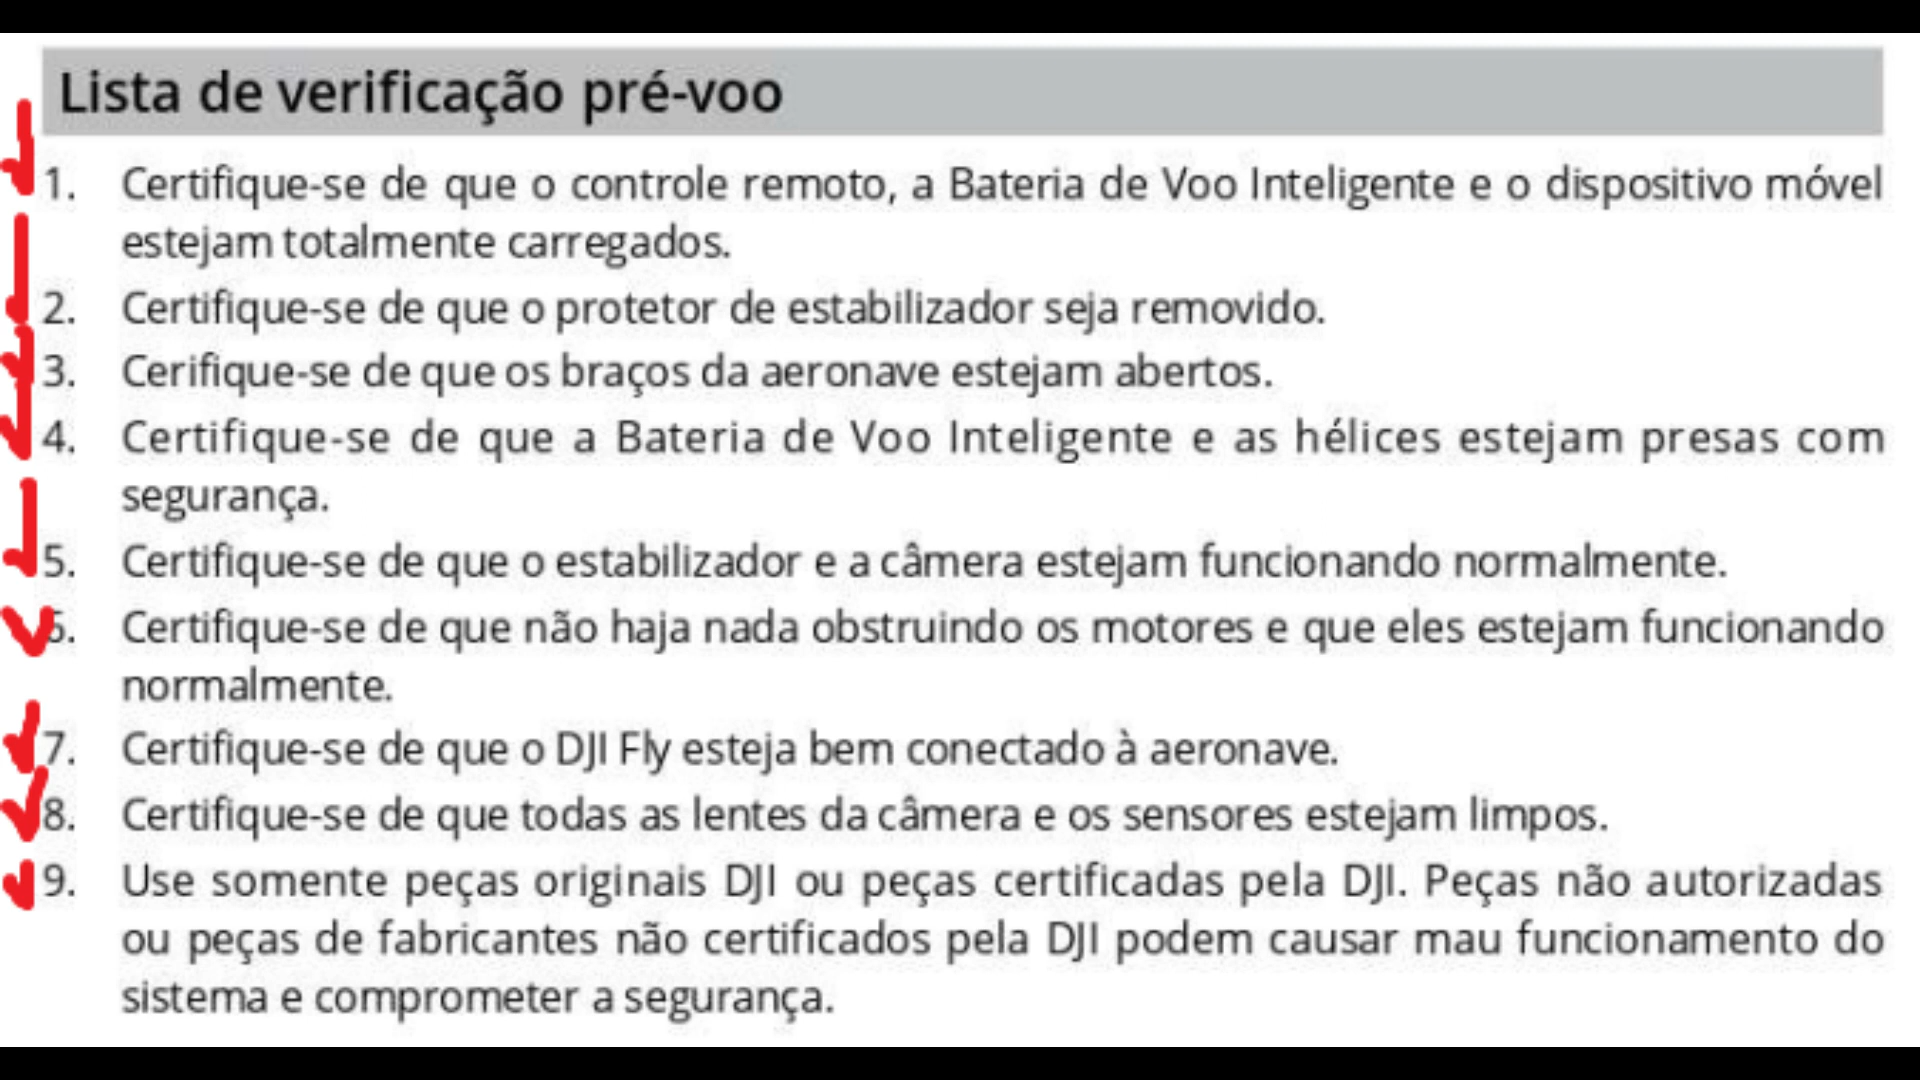 Lista de verificação pré-voo
1. Certifique-se de que o controle remoto, a Bateria de Voo Inteligente e o dispositivo móvel
estejam totalmente carregados.
2. Certifique-se de que o protetor de estabilizador seja removido.
3. Cerifique-se de que os braços da aeronave estejam abertos.
4. Certifique-se de que a Bateria de Voo Inteligente e as hélices estejam presas com
segurança.
5. Certifique-se de que o estabilizador e a câmera estejam funcionando normalmente.
6. Certifique-se de que não haja nada obstruindo os motores e que eles estejam funcionando
normalmente.
7. Certifique-se de que o DJI Fly esteja bem conectado à aeronave.
8. Certifique-se de que todas as lentes da câmera e os sensores estejam limpos.
9. Use somente peças originais DJI ou peças certificadas pela DJI. Peças não autorizadas
ou peças de fabricantes não certificados pela DJI podem causar mau funcionamento do
sistema e comprometer a segurança.